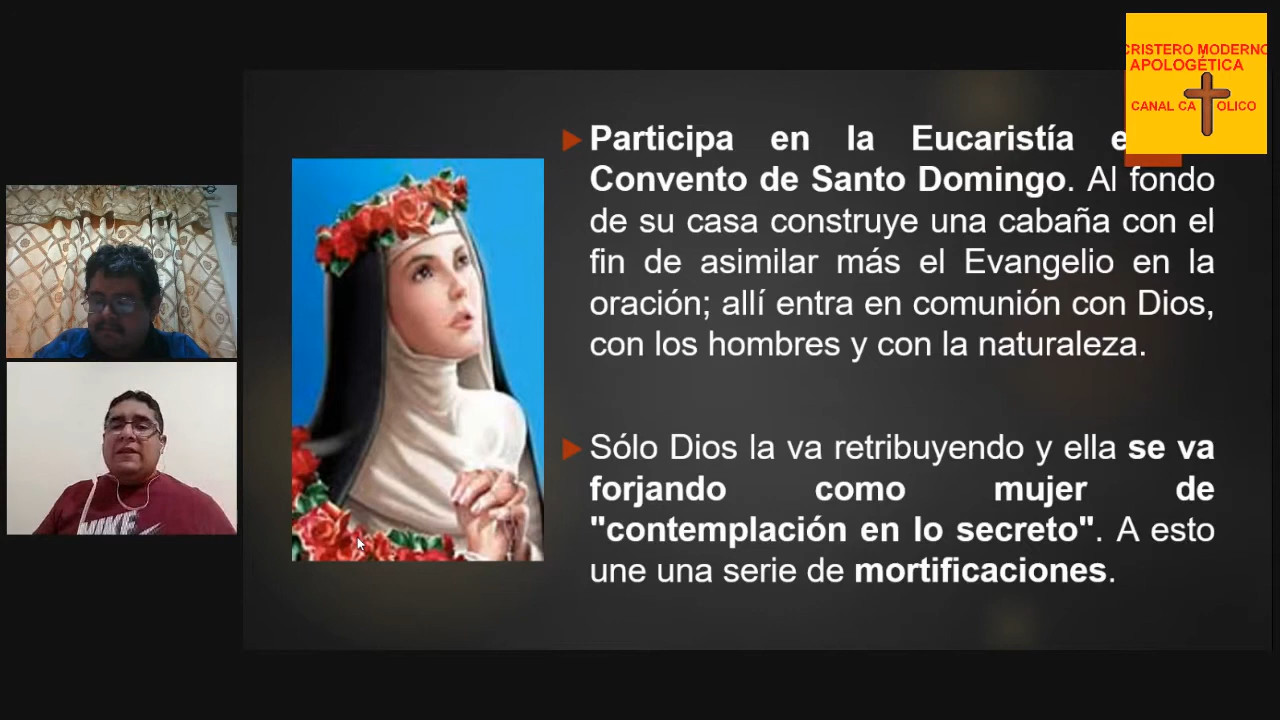 CRISTERO MODERNO
APOLOGÉTICA
CANAL CA OLICO
Participa en la Eucaristía
Convento de Santo Domingo. Al fondo
de su casa construye una cabaña con el
fin de asimilar más el Evangelio en la
oración; allí entra en comunión con Dios,
con los hombres y con la naturaleza.
Sólo Dios la va retribuyendo y ella se va
forjando como mujer de
"contemplación en lo secreto". A esto
une una serie de mortificaciones.
NIKE